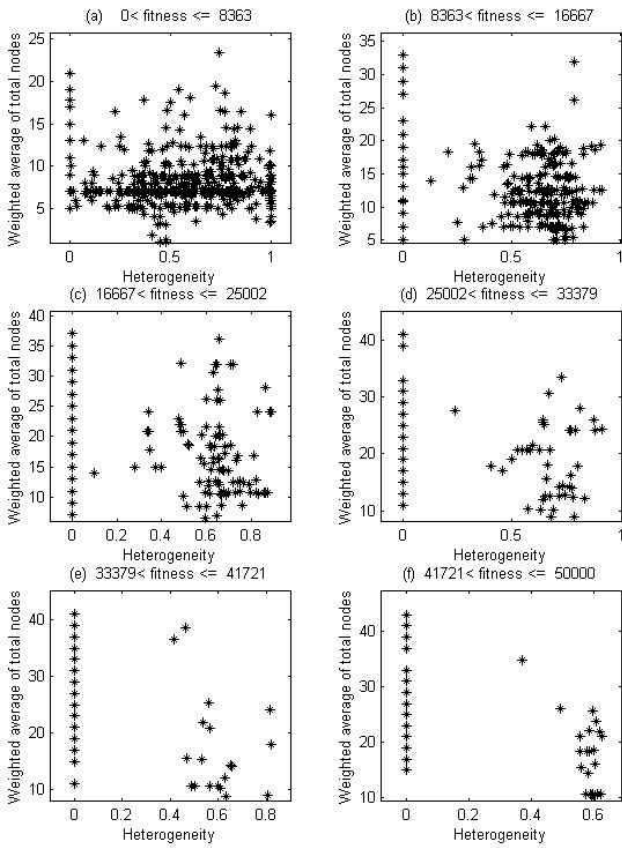 (a) 0< fitness <= 8363
Weighted average of total nodes
25
20
15
10
5
0 0.5 1
Heterogeneity
(b) 8363< fitness <= 16667
Weighted average of total nodes
35
30
25
20
15
10
5
0 0.5 1
Heterogeneity
(c) 16667< fitness <= 25002
Weighted average of total nodes
40
35
30
25
20
15
10
0 0.2 0.4 0.6 0.8
Heterogeneity
(d) 25002< fitness <= 33379
Weighted average of total nodes
40
30
20
10
0 0.5 1
Heterogeneity
(e) 33379< fitness <= 41721
Weighted average of total nodes
40
30
20
10
0 0.2 0.4 0.6 0.8
Heterogeneity
(f) 41721< fitness <= 50000
Weighted average of total nodes
40
30
20
10
0 0.2 0.4 0.6
Heterogeneity